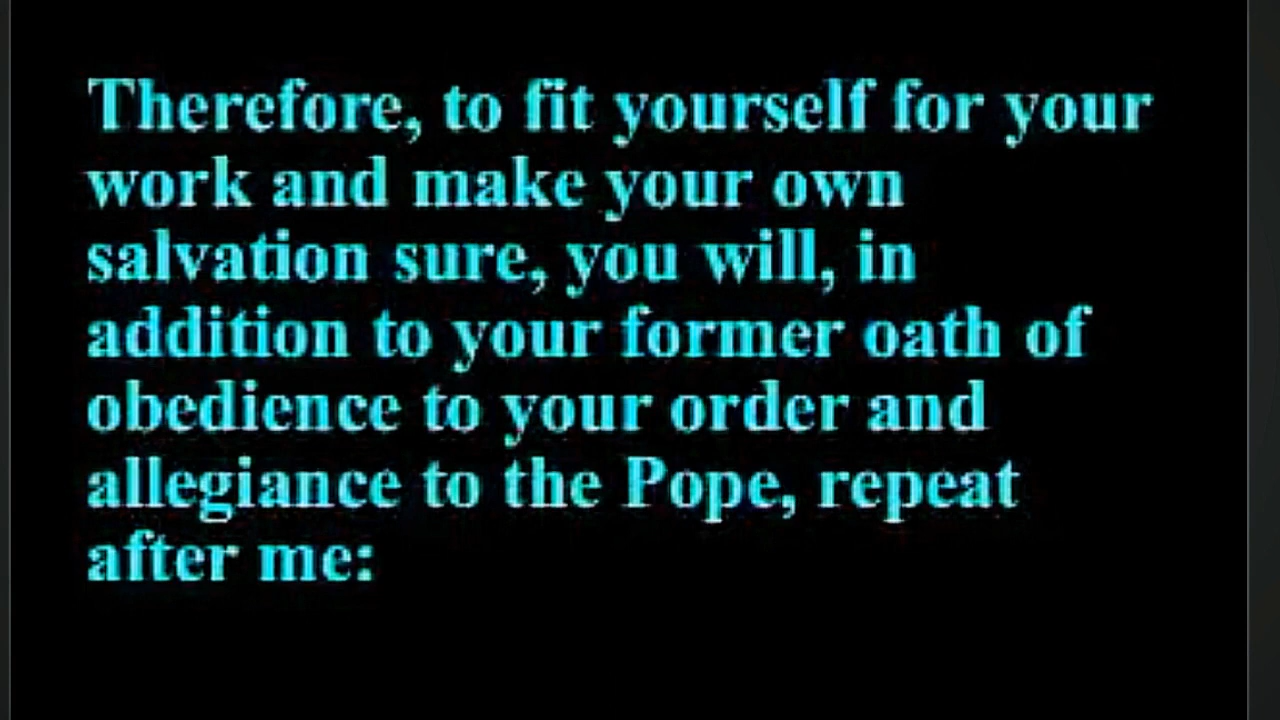 Therefore, to fit yourself for your
work and make your own
salvation sure, you will, in
addition to your former oath of
obedience to your order and
allegiance to the Pope, repeat
after me: